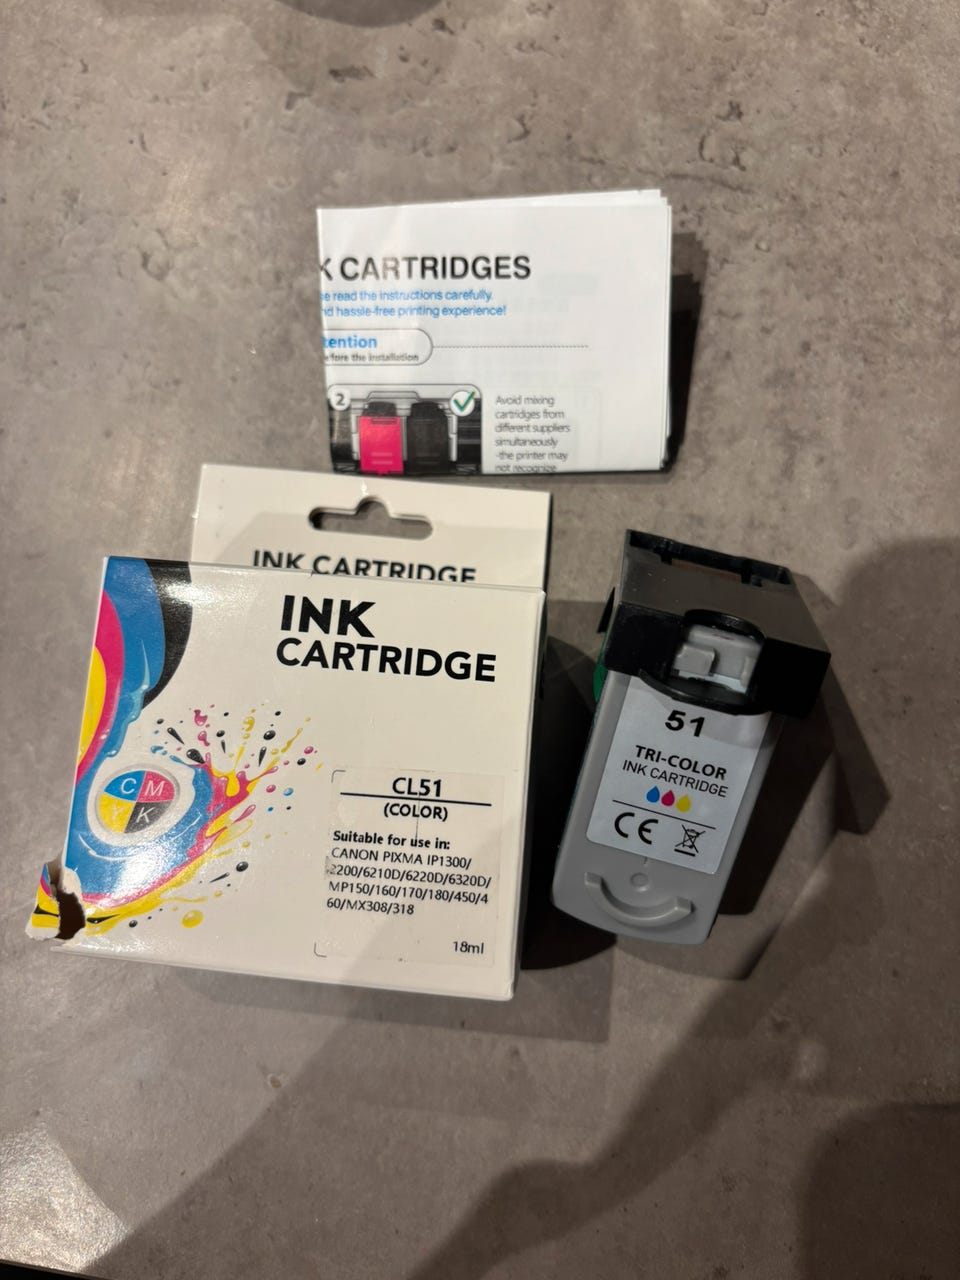 K CARTRIDGES
e read the instructions carefully.
nd hassle-free printing experience!
tention
efore the installation
2
Avoid mixing
cartridges from
different suppliers
simultaneously
-the printer may
not recognize
INK CARTRIDGE
INK
CARTRIDGE
C M
Y K
CL51
(COLOR)
Suitable for use in:
CANON PIXMA IP1300/
2200/6210D/6220D/6320D/
MP150/160/170/180/450/4
60/MX308/318
18ml
51
TRI-COLOR
INK CARTRIDGE
CE